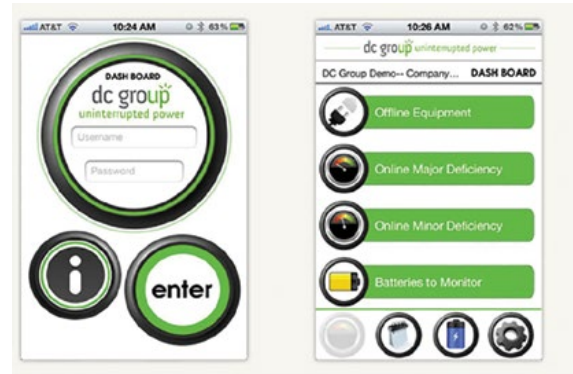 AT&T 10:24 AM 63%
DASH BOARD
dc group
uninterrupted power
Username
Password
i
enter
AT&T 10:26 AM 62%
dc group uninterrupted power
DC Group Demo-- Company... DASH BOARD
Offline Equipment
Online Major Deficiency
Online Minor Deficiency
Batteries to Monitor